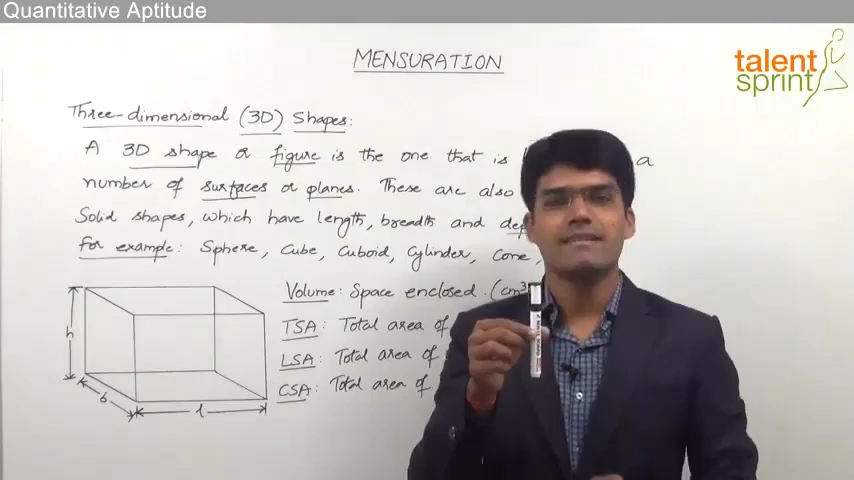 Quantitative Aptitude
MENSURATION
talent
sprint
Three-dimensional (3D) Shapes:
A 3D shape or figure is the one that is a
number of surfaces or planes. These are also
Solid shapes, which have length, breadth and
for example: Sphere, Cube, Cuboid, Cylinder, Cone,
Volume: Space enclosed. (cm³
TSA: Total area of
LSA: Total area of
CSA: Total area of
h
b
l